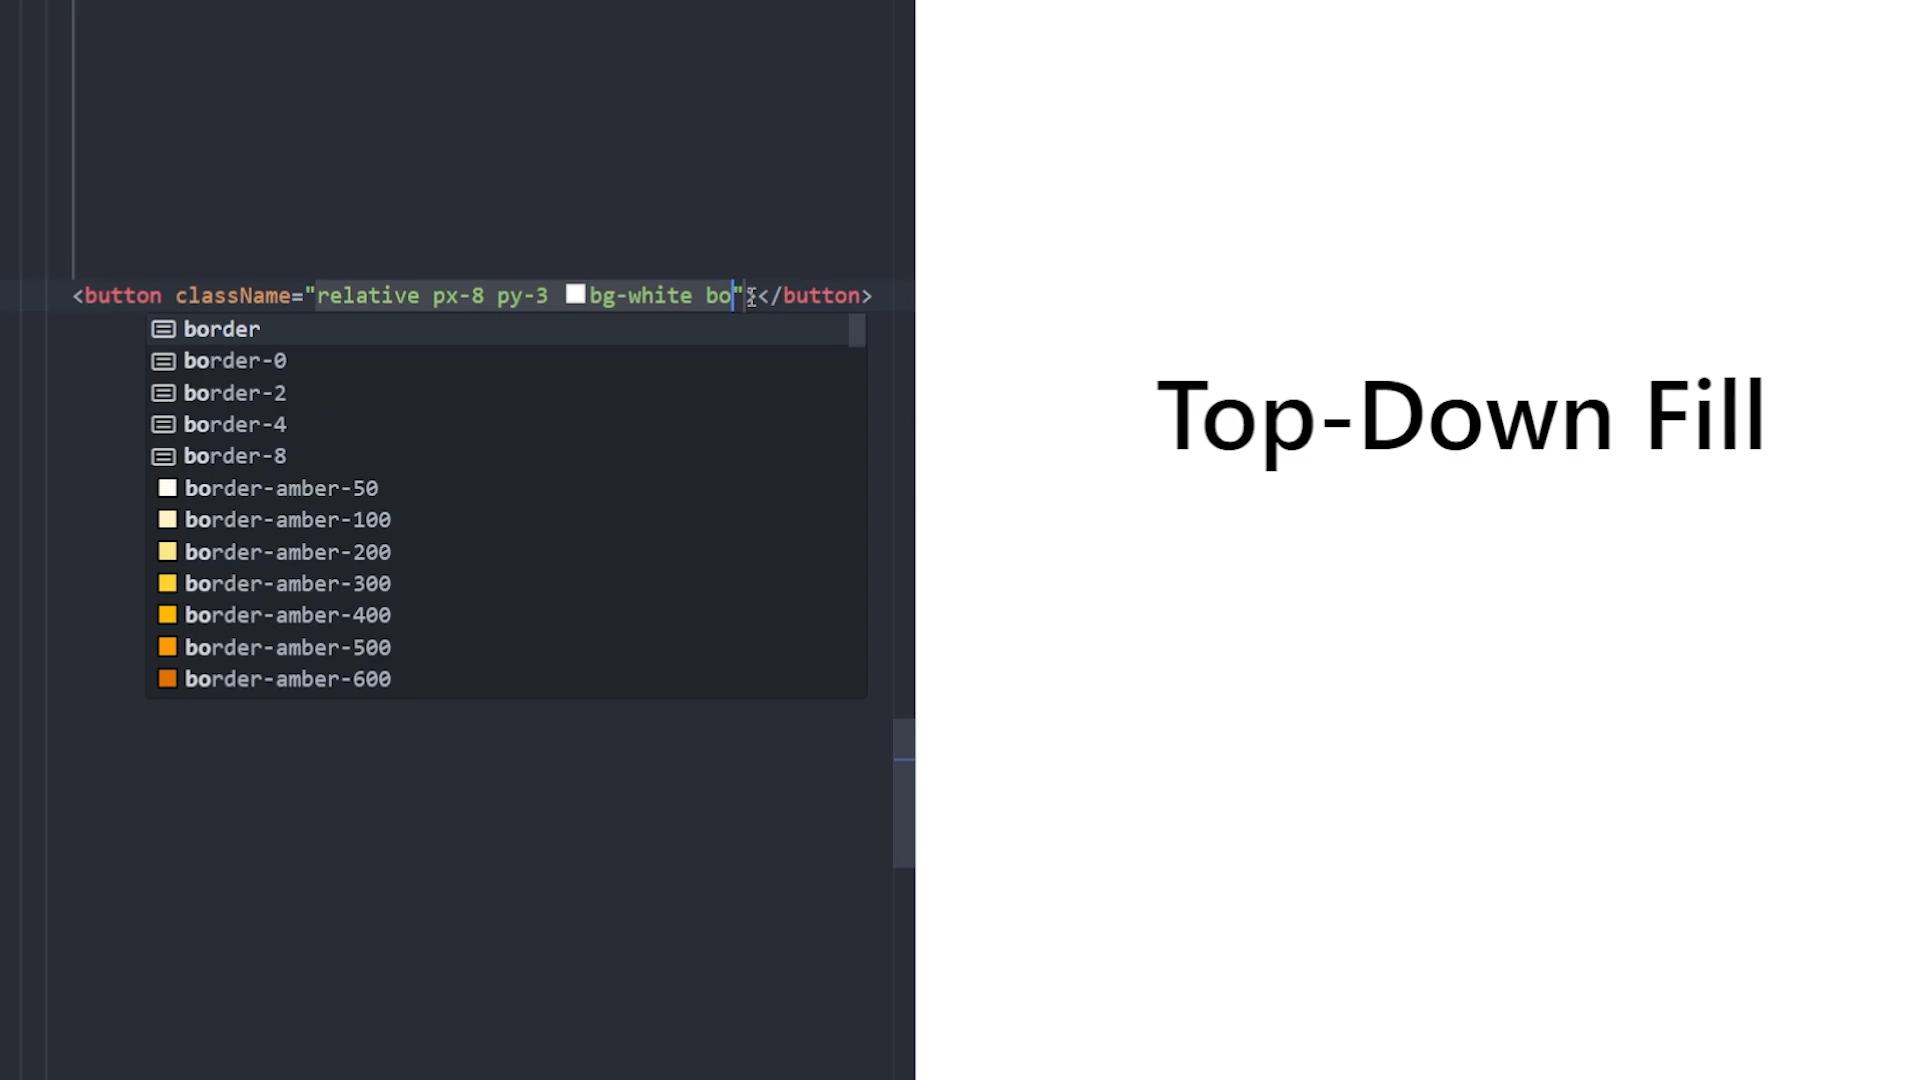 <button className="relative px-8 py-3 bg-white bo"></button>
border
border-0
border-2
border-4
border-8
border-amber-50
border-amber-100
border-amber-200
border-amber-300
border-amber-400
border-amber-500
border-amber-600
Top-Down Fill